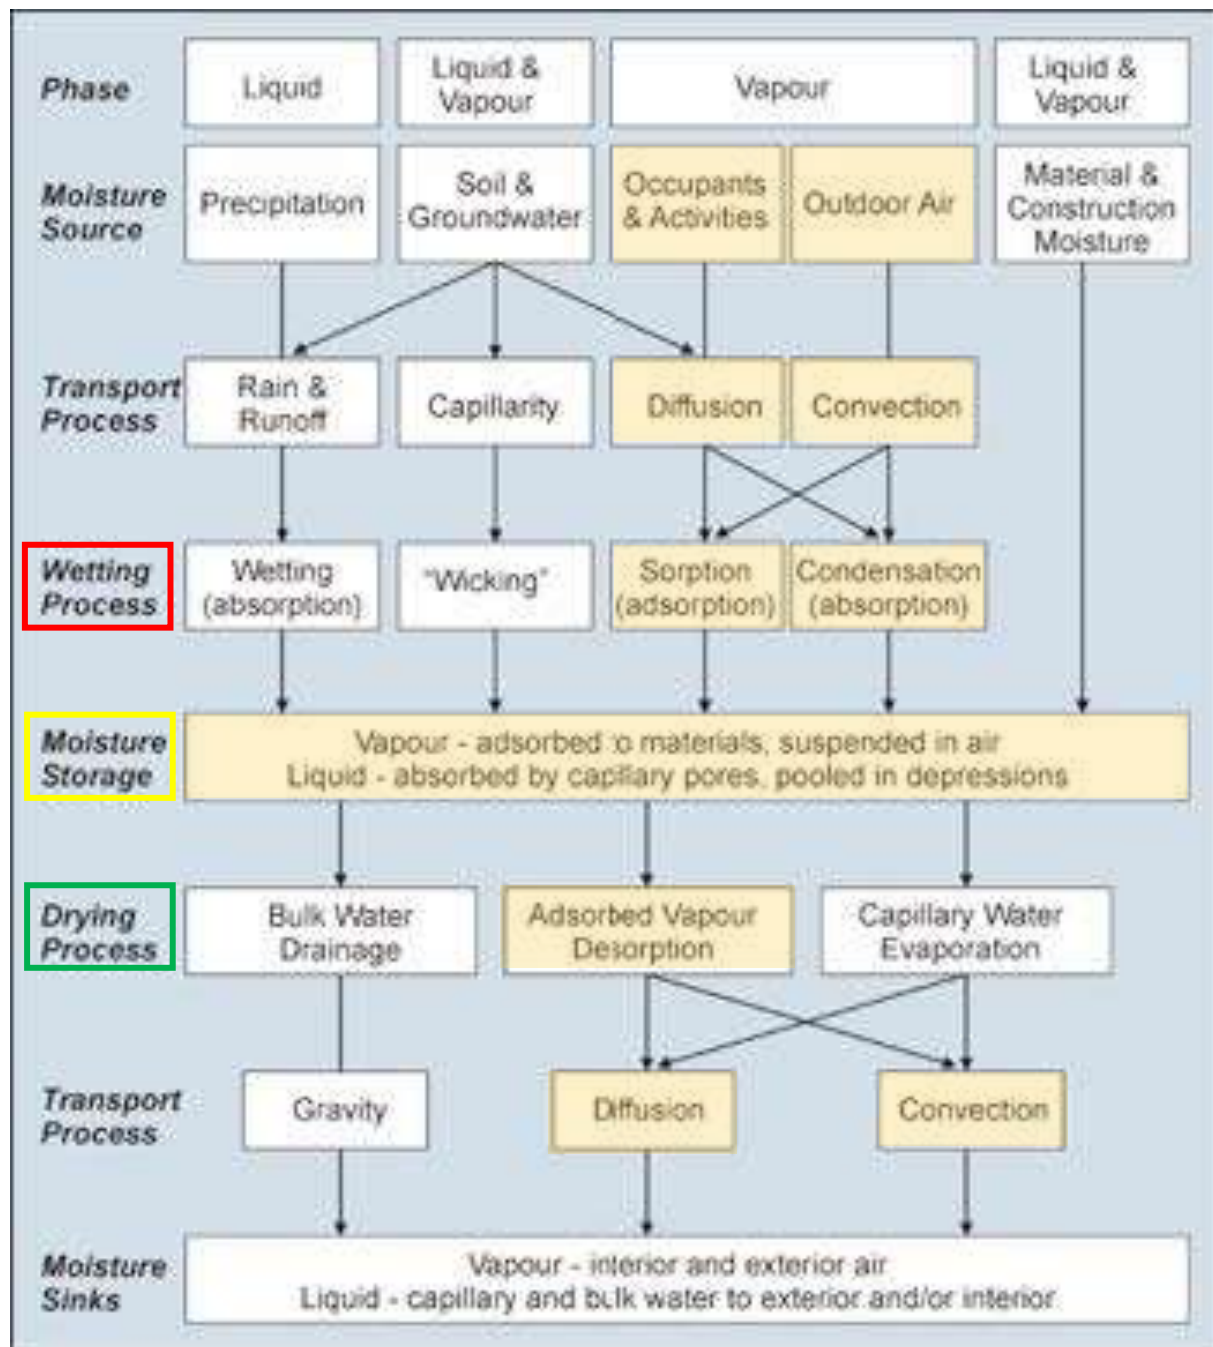 Phase
Liquid
Liquid &
Vapour
Vapour
Liquid &
Vapour
Moisture
Source
Precipitation
Soil &
Groundwater
Occupants
& Activities
Outdoor Air
Material &
Construction
Moisture
Transport
Process
Rain &
Runoff
Capillarity
Diffusion
Convection
Wetting
Process
Wetting
(absorption)
"Wicking"
Sorption
(adsorption)
Condensation
(absorption)
Moisture
Storage
Vapour - adsorbed to materials, suspended in air
Liquid - absorbed by capillary pores, pooled in depressions
Drying
Process
Bulk Water
Drainage
Adsorbed Vapour
Desorption
Capillary Water
Evaporation
Transport
Process
Gravity
Diffusion
Convection
Moisture
Sinks
Vapour - interior and exterior air
Liquid - capillary and bulk water to exterior and/or interior